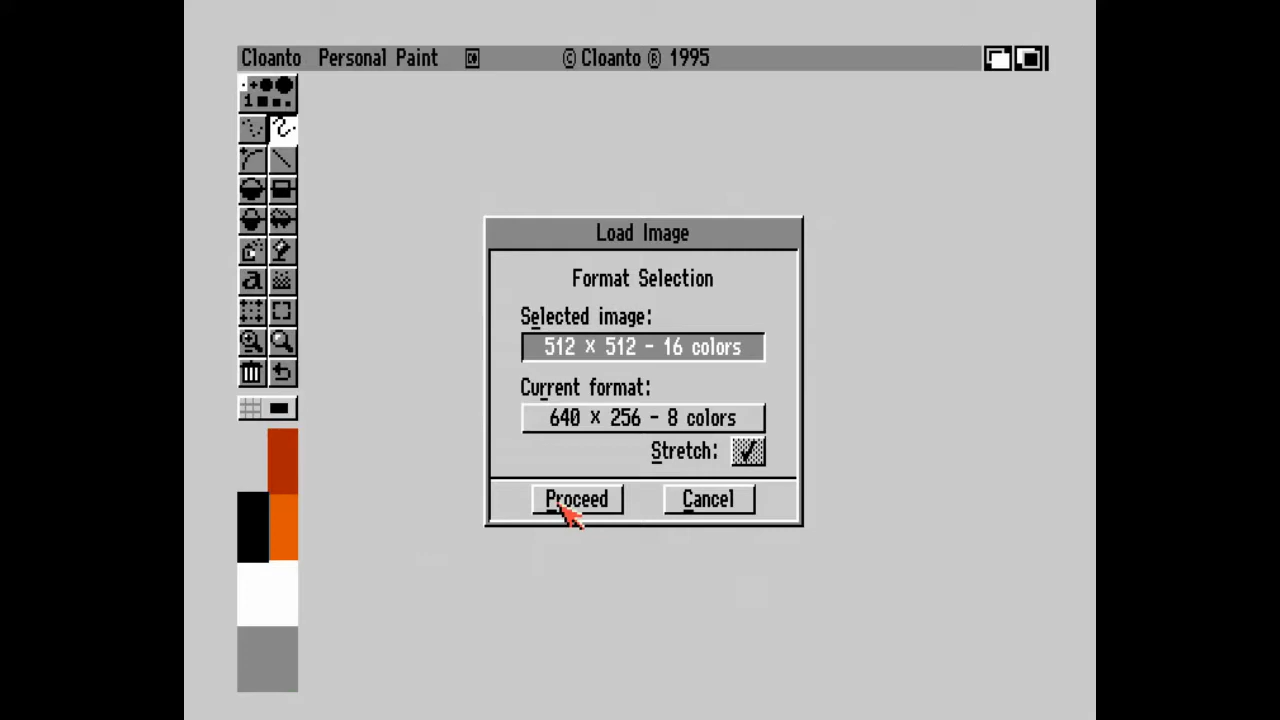 Cloanto Personal Paint © Cloanto ® 1995
1
a
Load Image
Format Selection
Selected image:
512 × 512 - 16 colors
Current format:
640 × 256 - 8 colors
Stretch: ✓
Proceed Cancel